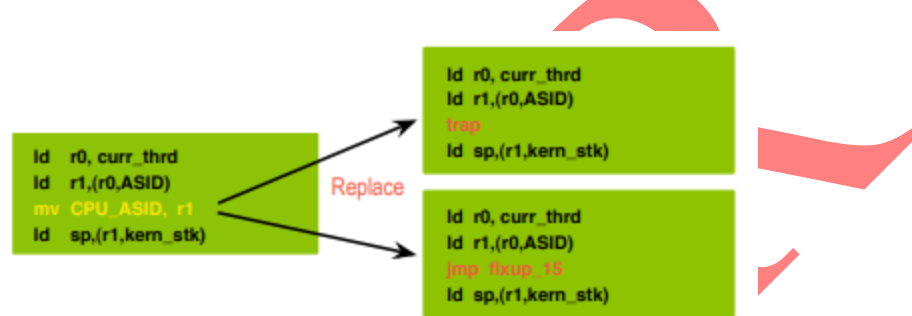 ld r0, curr_thrd
ld r1,(r0,ASID)
mv CPU_ASID, r1
ld sp,(r1,kern_stk)
Replace
ld r0, curr_thrd
ld r1,(r0,ASID)
trap
ld sp,(r1,kern_stk)
ld r0, curr_thrd
ld r1,(r0,ASID)
jmp fixup_15
ld sp,(r1,kern_stk)